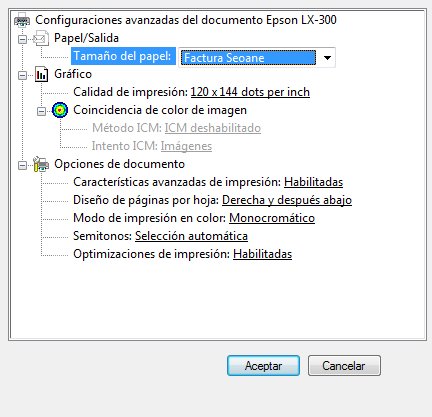 Configuraciones avanzadas del documento Epson LX-300
Papel/Salida
Tamaño del papel: Factura Seoane
Gráfico
Calidad de impresión: 120 x 144 dots per inch
Coincidencia de color de imagen
Método ICM: ICM deshabilitado
Intento ICM: Imágenes
Opciones de documento
Características avanzadas de impresión: Habilitadas
Diseño de páginas por hoja: Derecha y después abajo
Modo de impresión en color: Monocromático
Semitonos: Selección automática
Optimizaciones de impresión: Habilitadas
Aceptar Cancelar